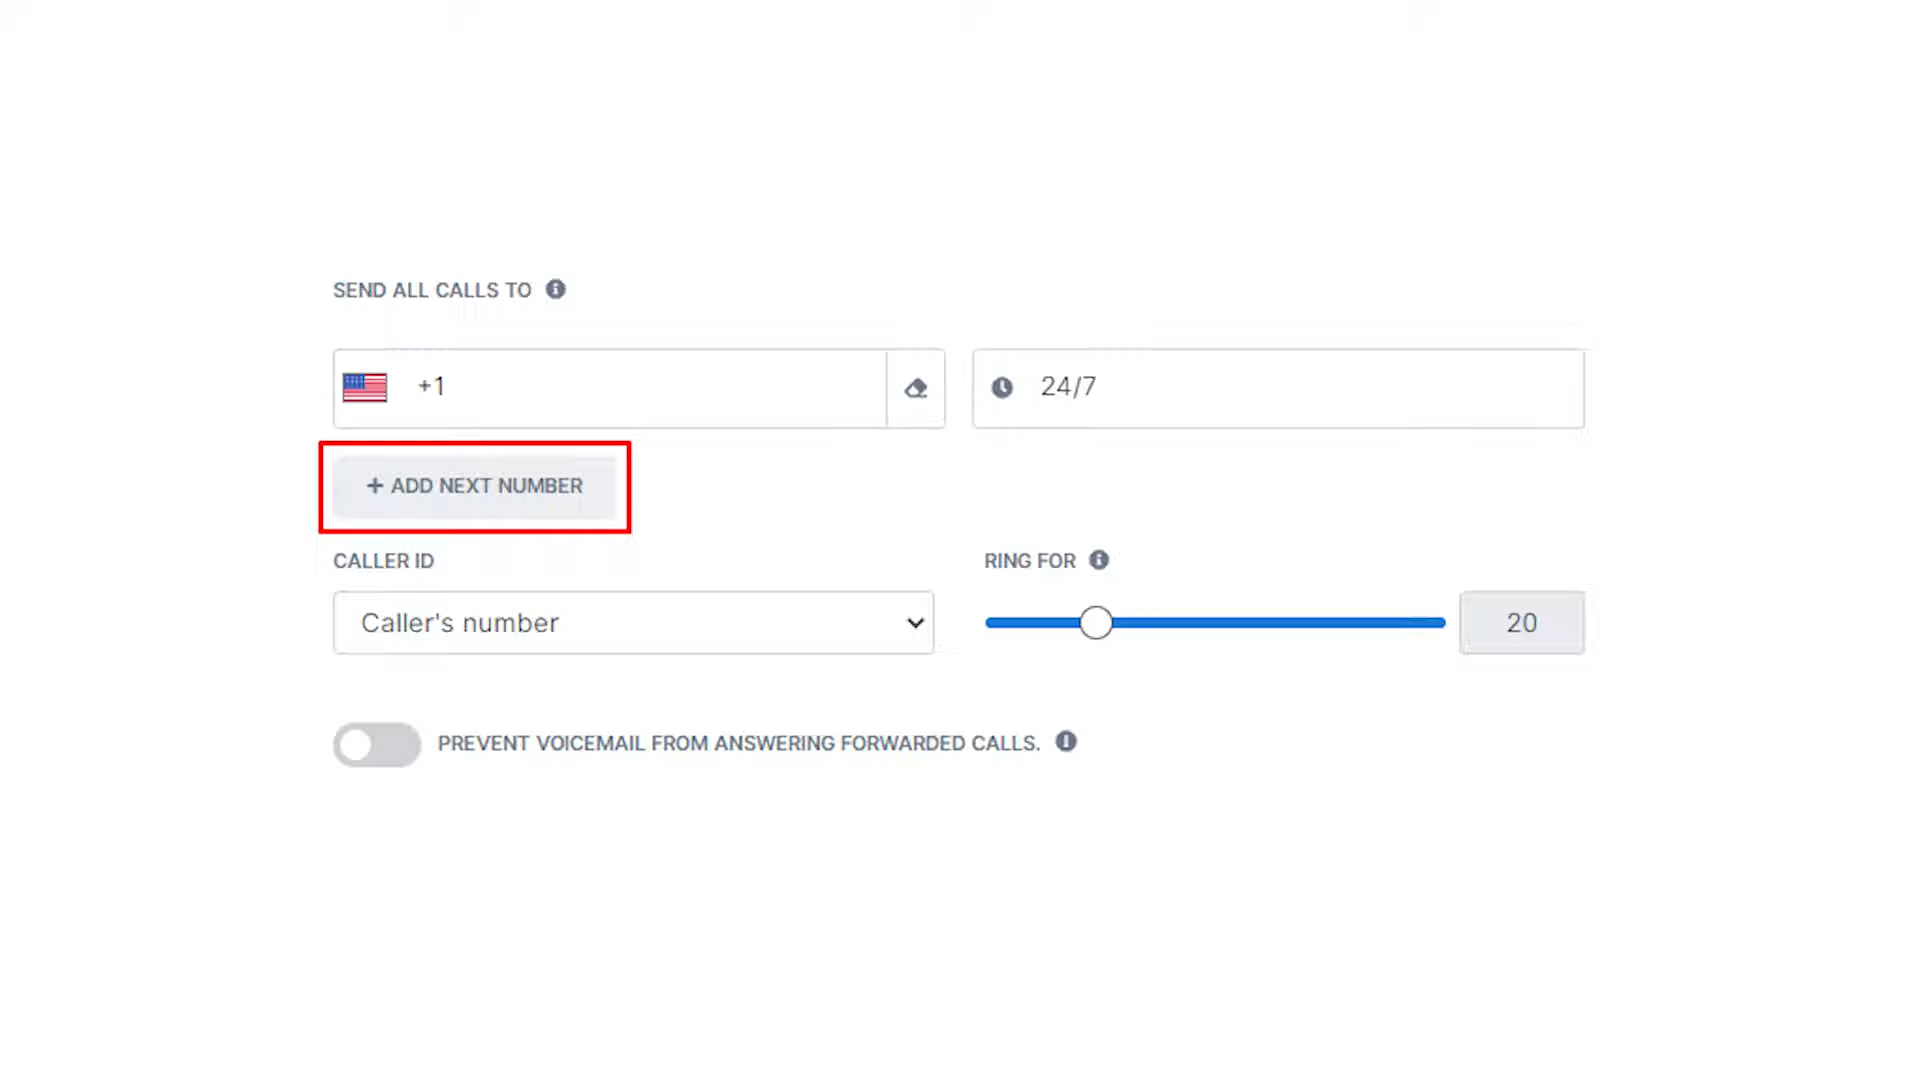 SEND ALL CALLS TO
+1
24/7
+ ADD NEXT NUMBER
CALLER ID
RING FOR
Caller's number
20
PREVENT VOICEMAIL FROM ANSWERING FORWARDED CALLS.